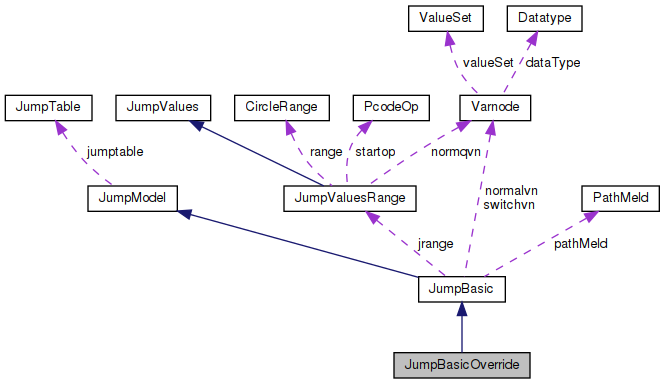 ValueSet
Datatype
valueSet
dataType
JumpTable
JumpValues
CircleRange
PcodeOp
Varnode
jumptable
range
startop
normqvn
JumpModel
JumpValuesRange
normalvn
switchvn
PathMeld
jrange
pathMeld
JumpBasic
JumpBasicOverride